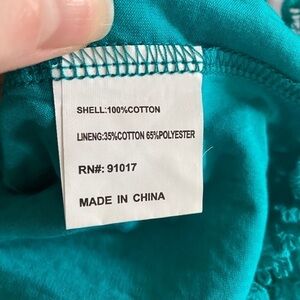 SHELL:100%COTTON
LINENG:35%COTTON 65%POLYESTER
RN#: 91017
MADE IN CHINA